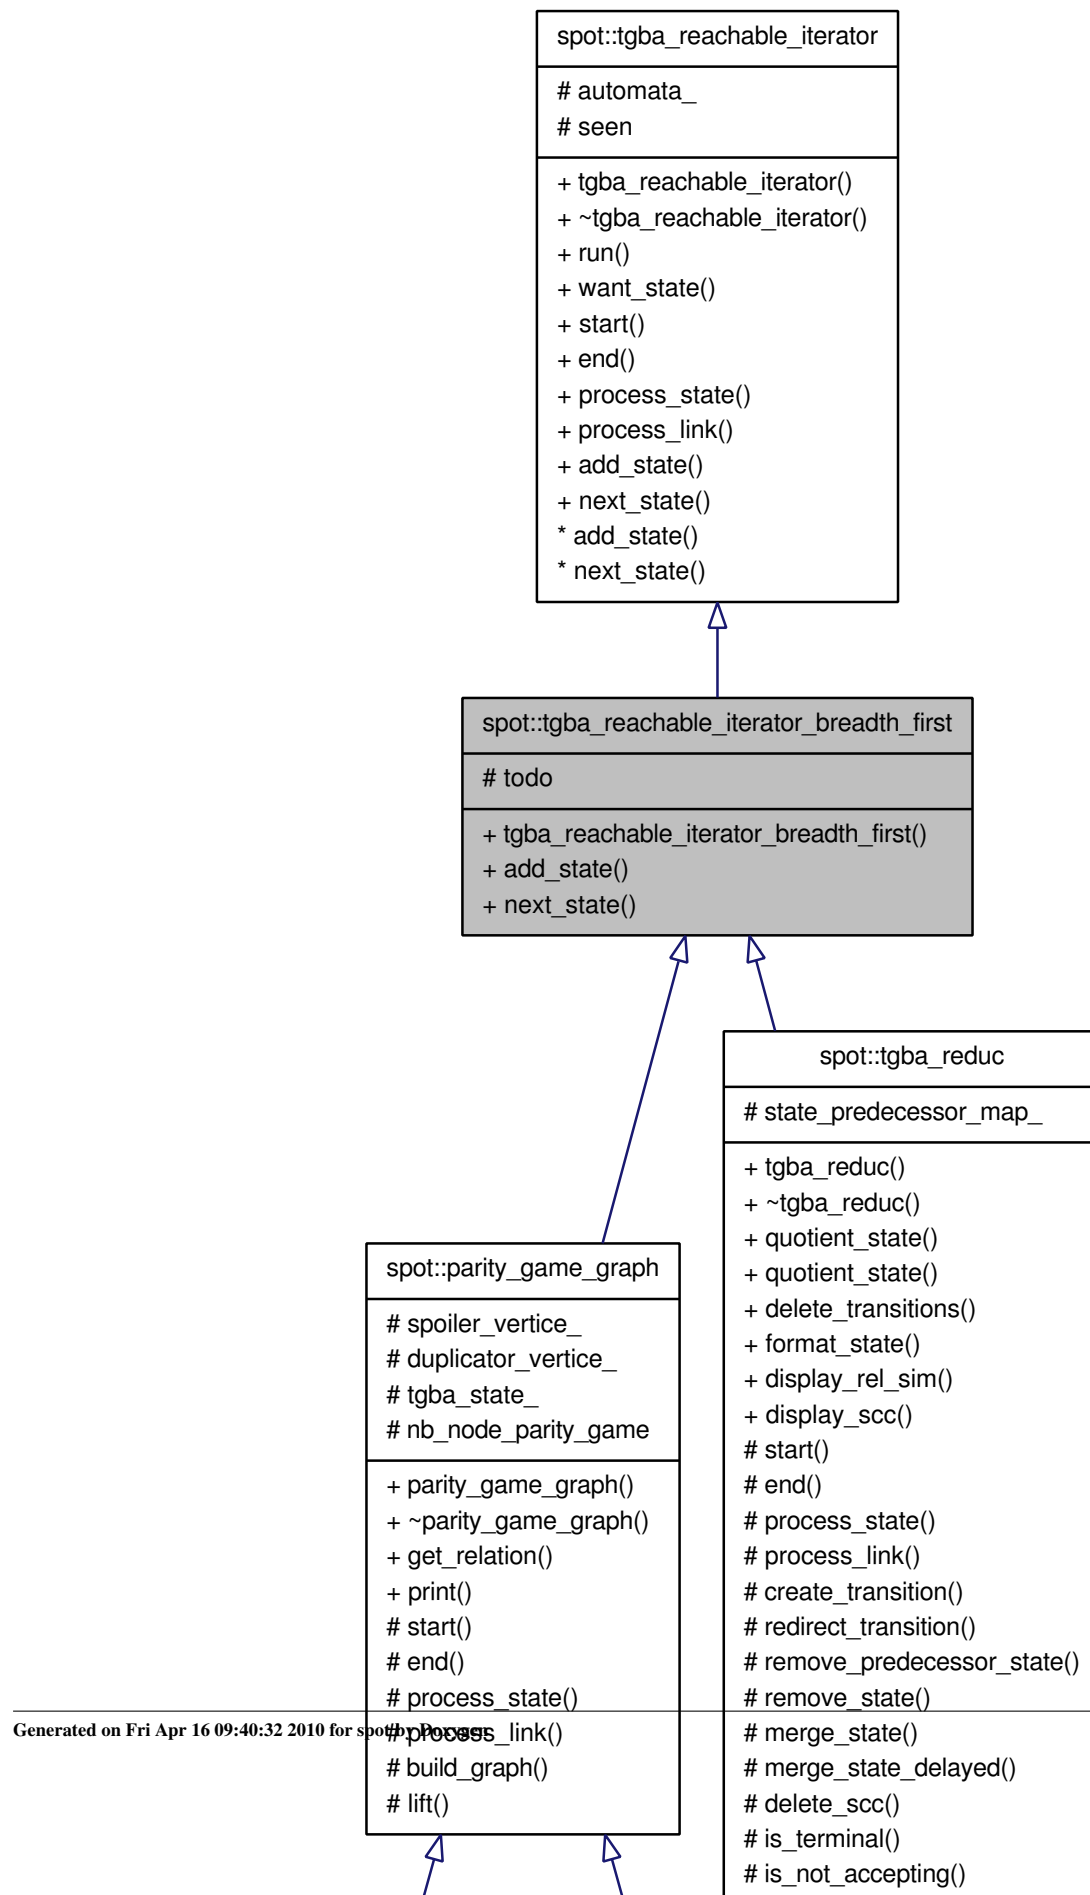 spot::tgba_reachable_iterator
# automata_
# seen
+ tgba_reachable_iterator()
+ ~tgba_reachable_iterator()
+ run()
+ want_state()
+ start()
+ end()
+ process_state()
+ process_link()
+ add_state()
+ next_state()
* add_state()
* next_state()
spot::tgba_reachable_iterator_breadth_first
# todo
+ tgba_reachable_iterator_breadth_first()
+ add_state()
+ next_state()
spot::parity_game_graph
# spoiler_vertice_
# duplicator_vertice_
# tgba_state_
# nb_node_parity_game
+ parity_game_graph()
+ ~parity_game_graph()
+ get_relation()
+ print()
# start()
# end()
# process_state()
# process_link()
# build_graph()
# lift()
spot::tgba_reduc
# state_predecessor_map_
+ tgba_reduc()
+ ~tgba_reduc()
+ quotient_state()
+ quotient_state()
+ delete_transitions()
+ format_state()
+ display_rel_sim()
+ display_scc()
# start()
# end()
# process_state()
# process_link()
# create_transition()
# redirect_transition()
# remove_predecessor_state()
# remove_state()
# merge_state()
# merge_state_delayed()
# delete_scc()
# is_terminal()
# is_not_accepting()
Generated on Fri Apr 16 09:40:32 2010 for spot by Doxygen